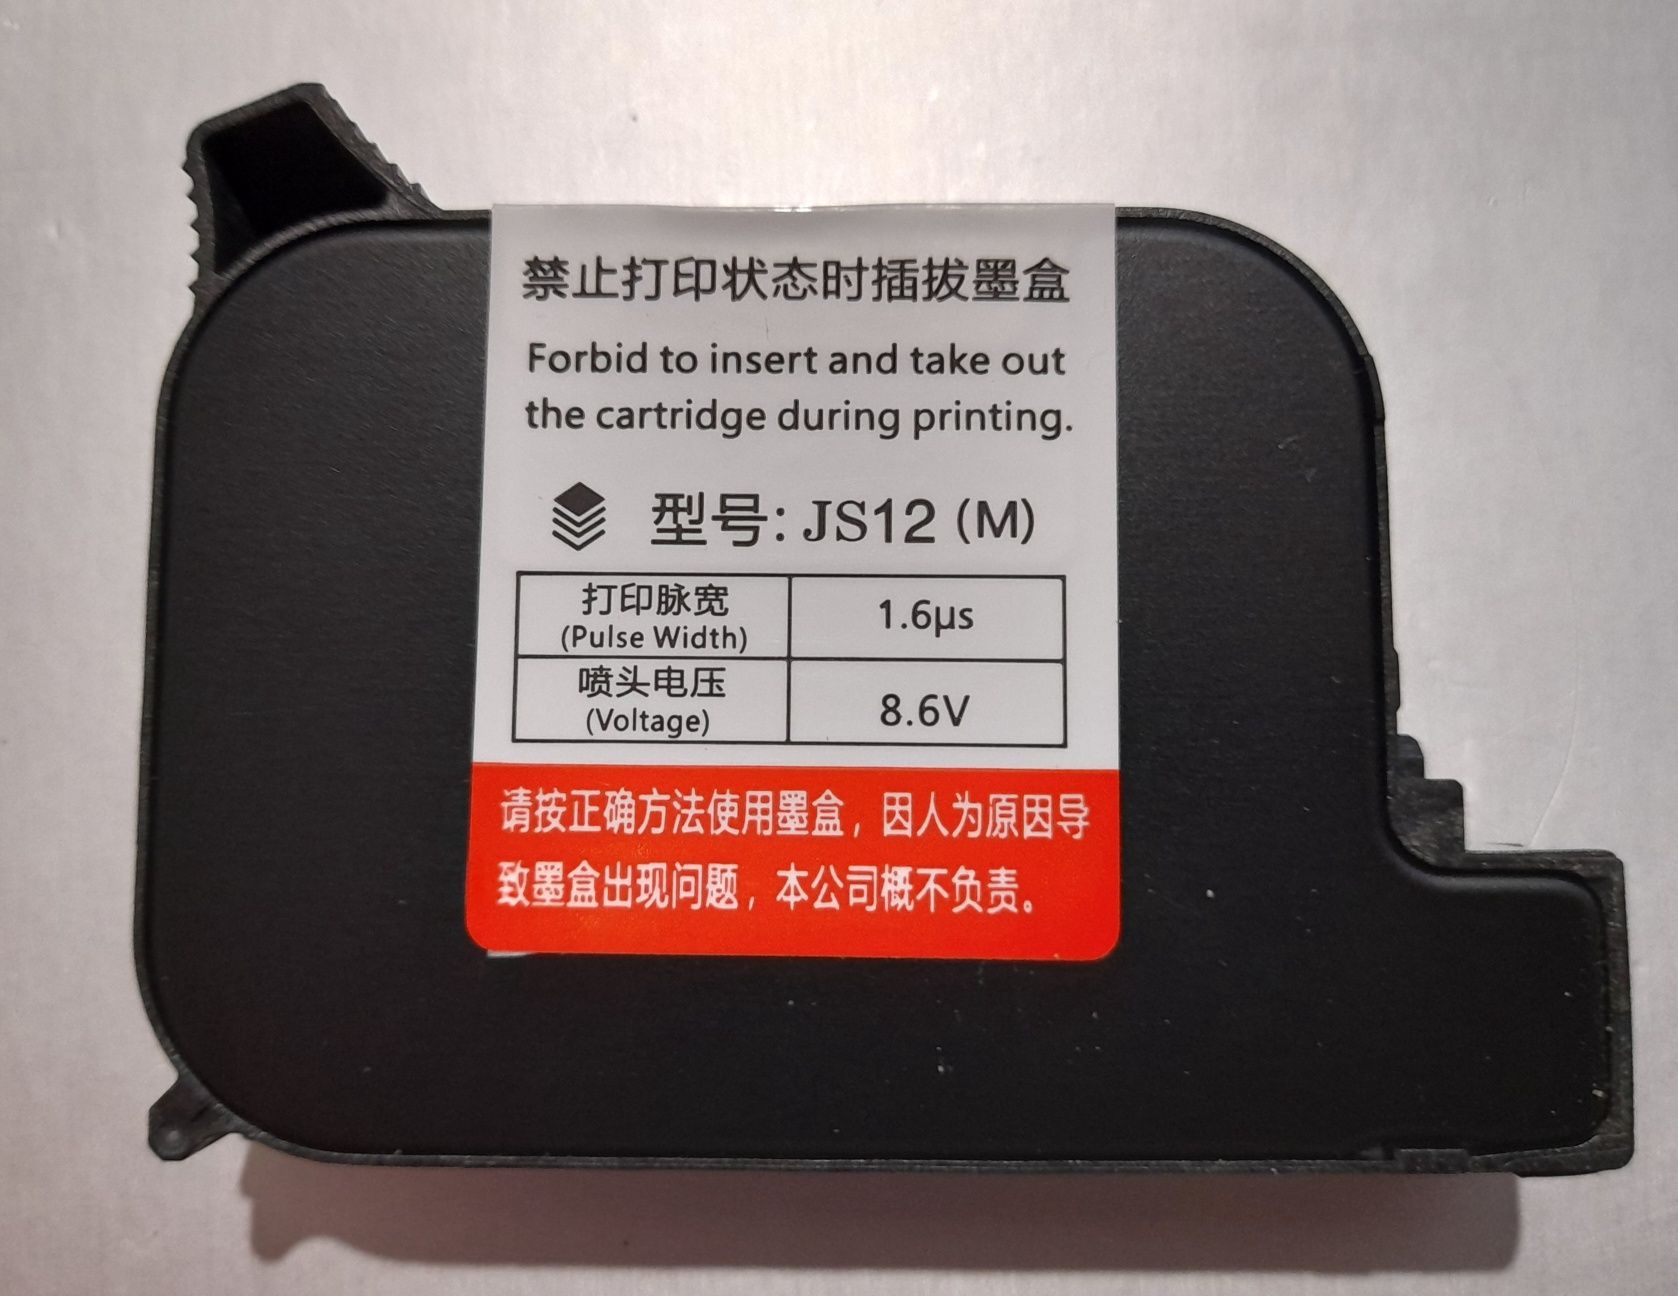 禁止打印状态时插拔墨盒
Forbid to insert and take out
the cartridge during printing.
型号: JS12 (M)
打印脉宽
(Pulse Width)
1.6μs
喷头电压
(Voltage)
8.6V
请按正确方法使用墨盒，因人为原因导
致墨盒出现问题，本公司概不负责。